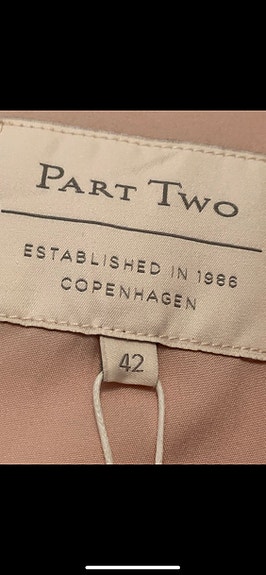 PART TWO
ESTABLISHED IN 1986
COPENHAGEN
42